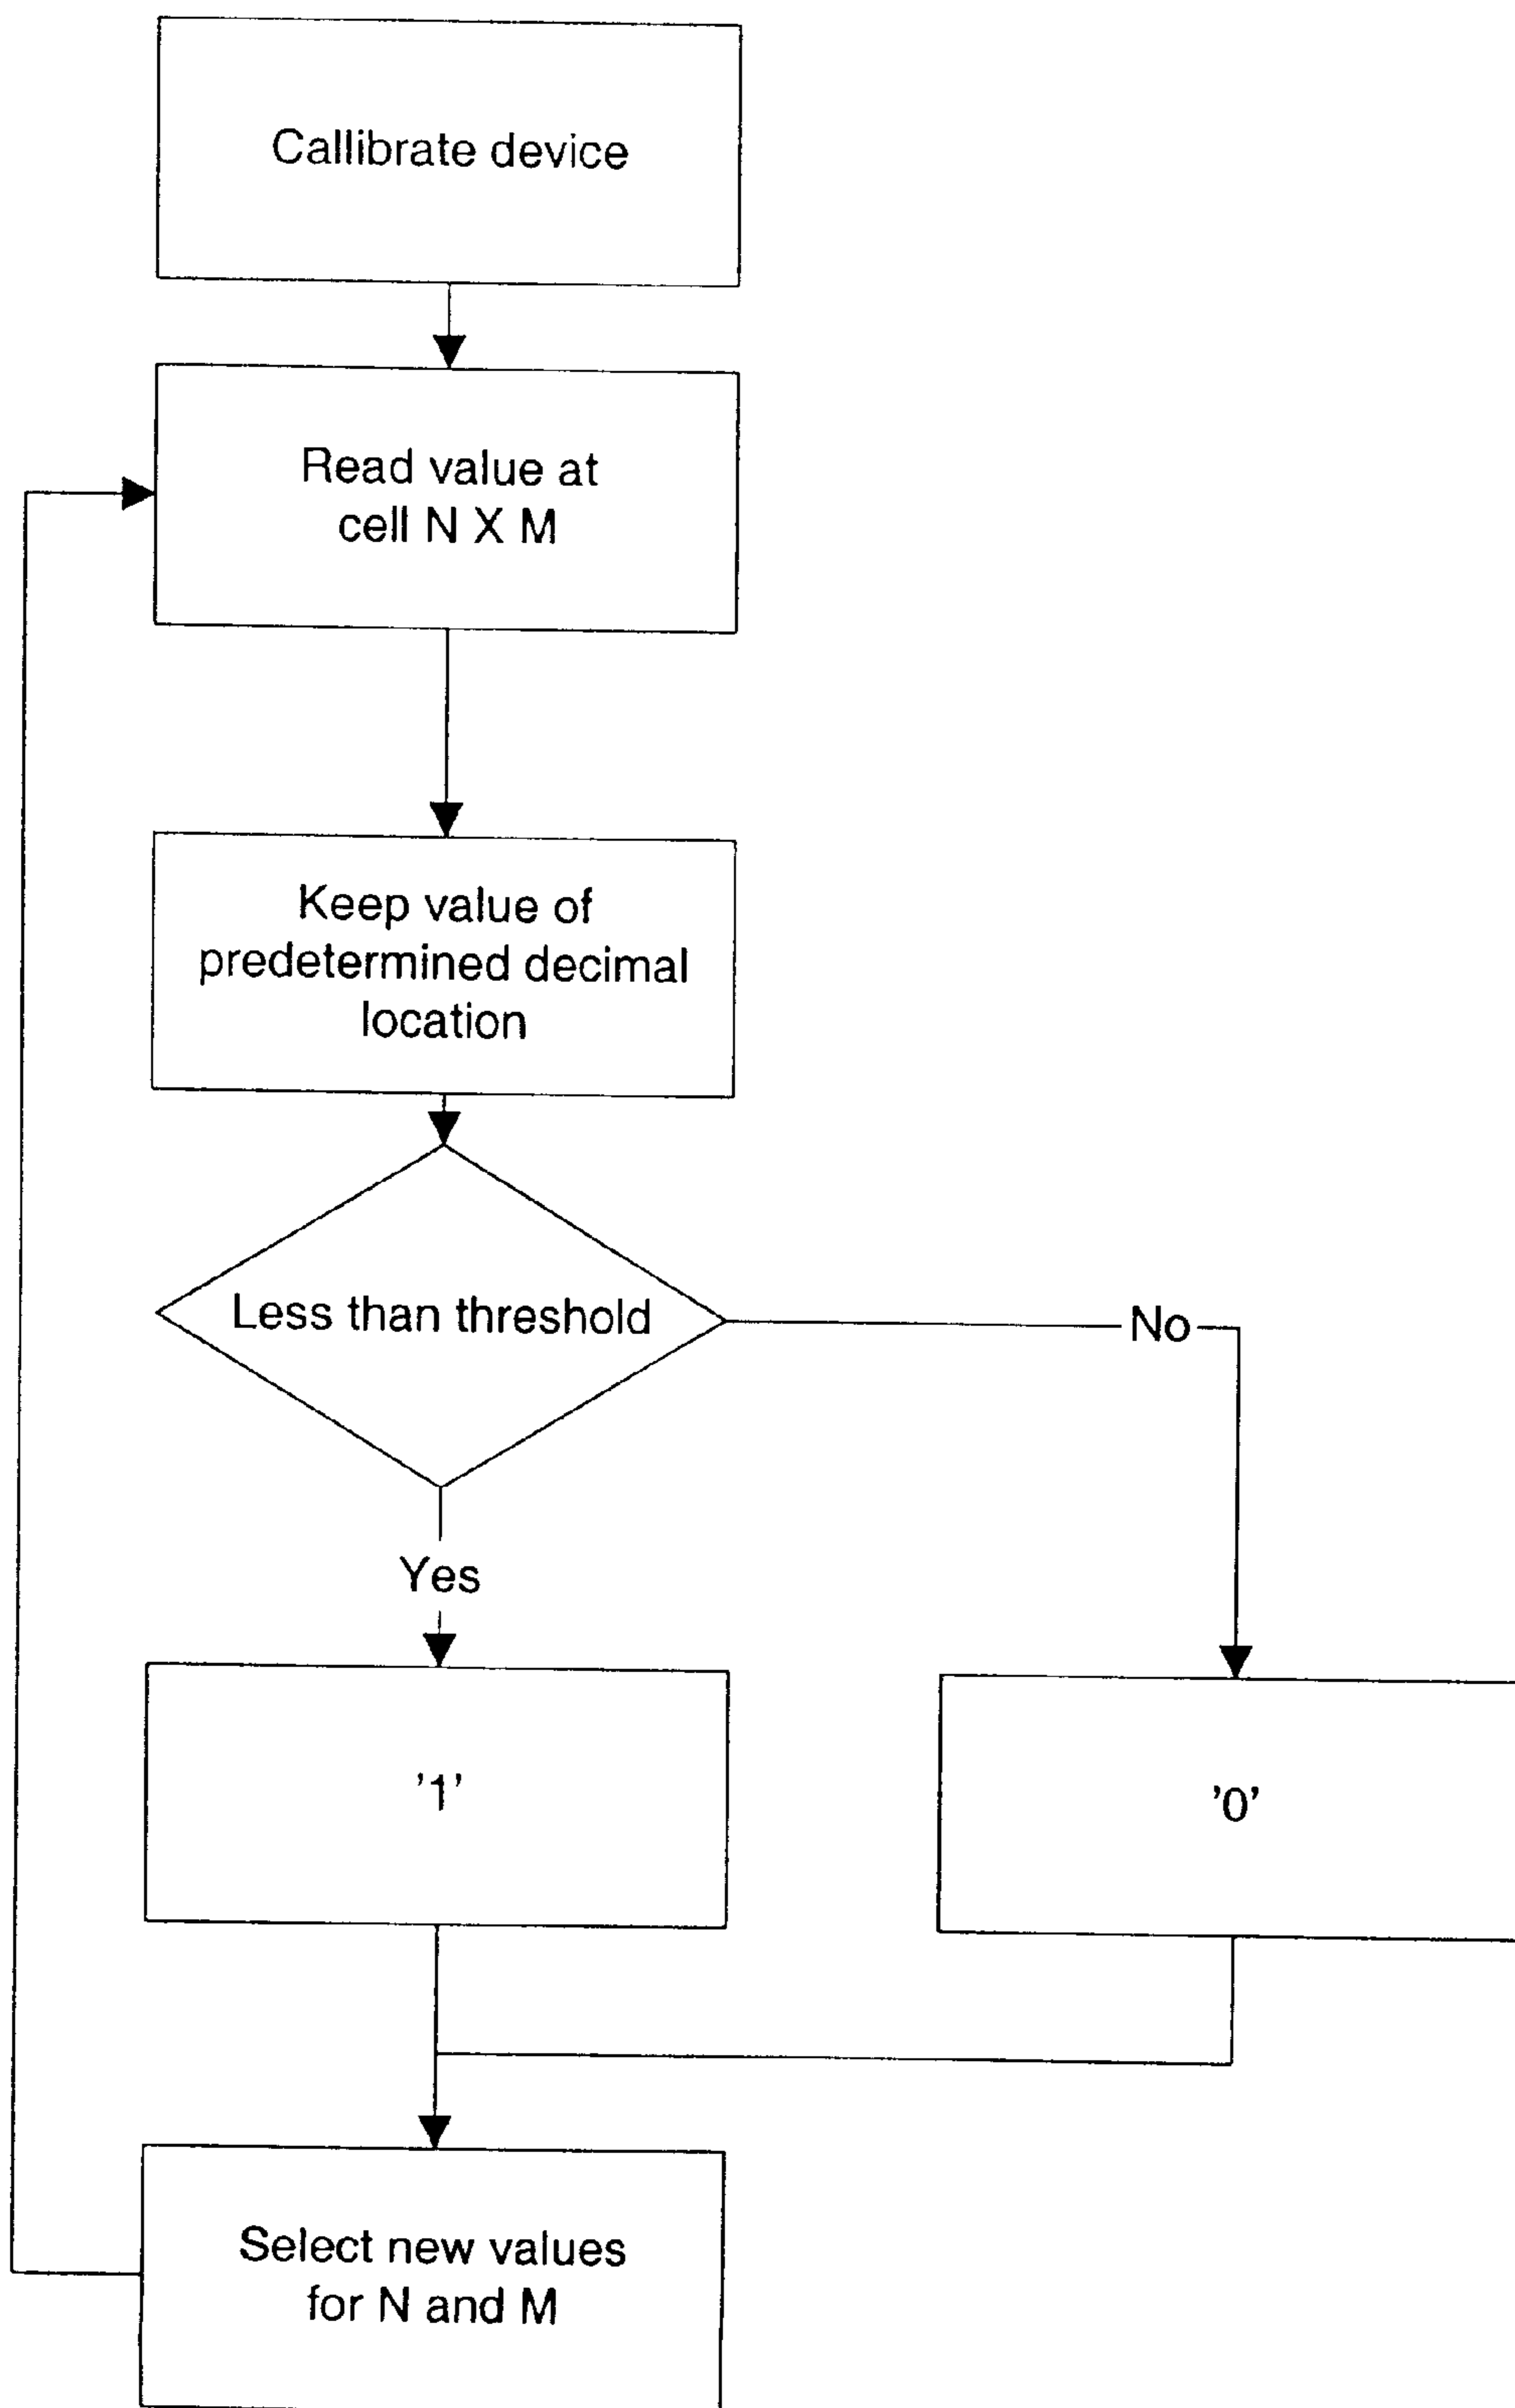 Callibrate device
Read value at
cell N X M
Keep value of
predetermined decimal
location
Less than threshold
No
Yes
’1’
’0’
Select new values
for N and M